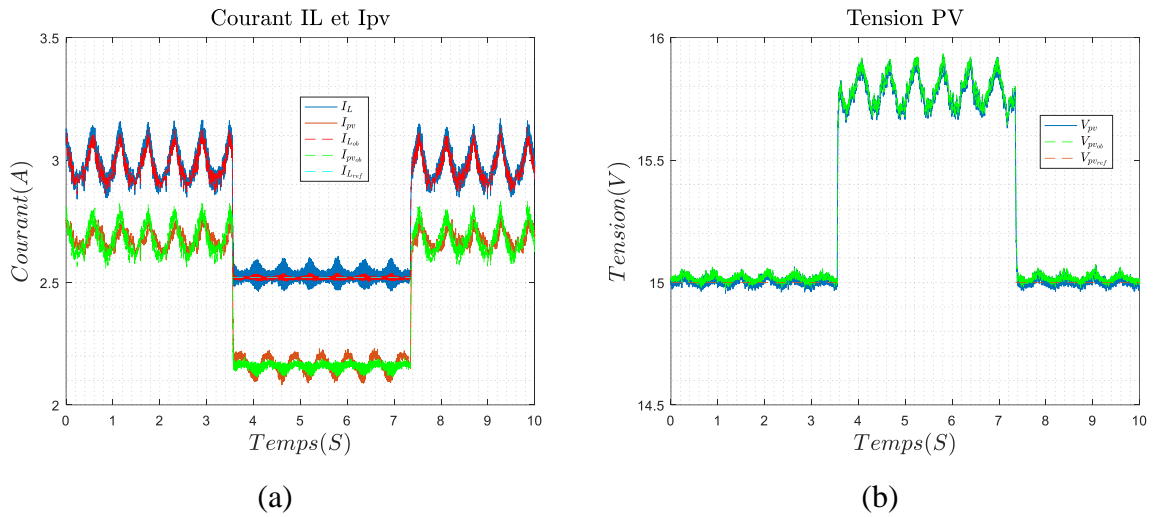 Courant IL et Ipv
3.5
3
2.5
2
Courant(A)
I_L
I_pv
I_Lob
I_pvob
I_Lref
0 1 2 3 4 5 6 7 8 9 10
Temps(S)
(a)
Tension PV
16
15.5
15
14.5
Tension(V)
V_pv
V_pvob
V_pvref
0 1 2 3 4 5 6 7 8 9 10
Temps(S)
(b)